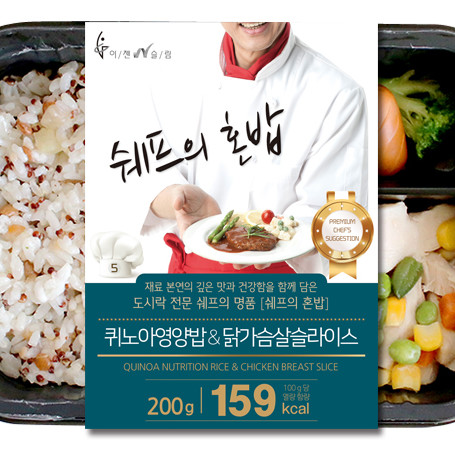 이/젠 N 슬/림
쉐프의 혼밥
PREMIUM
CHEF'S
SUGGESTION
5
재료 본연의 깊은 맛과 건강함을 함께 담은
도시락 전문 쉐프의 명품 [쉐프의 혼밥]
퀴노아영양밥&닭가슴살슬라이스
QUINOA NUTRITION RICE & CHICKEN BREAST SLICE
200g 159 kcal
100g 당
열량 함량